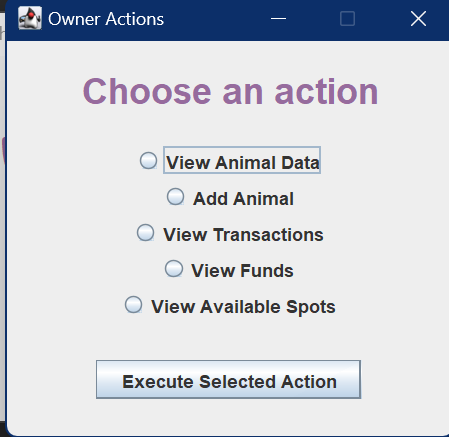 Owner Actions
Choose an action
View Animal Data
Add Animal
View Transactions
View Funds
View Available Spots
Execute Selected Action